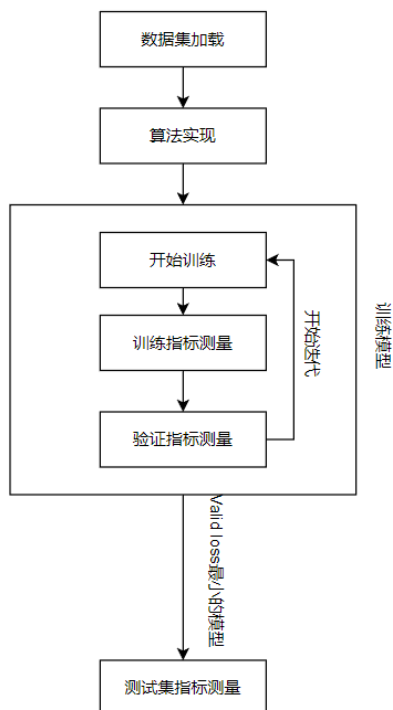 数据集加载
算法实现
开始训练
训练指标测量
验证指标测量
开始迭代
训练模型
Valid loss最小的模型
测试集指标测量